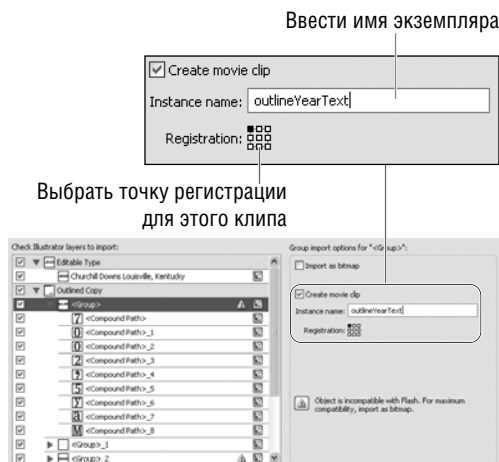 Ввести имя экземпляра
Create movie clip
Instance name: outlineYearText
Registration:
Выбрать точку регистрации
для этого клипа
Check Illustrator layers to import:
Editable Type
Churchill Downs Louisville, Kentucky
Outlined Copy
<Group>
<Compound Path>
<Compound Path>_1
<Compound Path>_2
<Compound Path>_3
<Compound Path>_4
<Compound Path>_5
<Compound Path>_6
<Compound Path>_7
<Compound Path>_8
<Group>_1
<Group>_2
Group import options for "<Group>":
Import as bitmap
Create movie clip
Instance name: outlineYearText
Registration:
Object is incompatible with Flash. For maximum
compatibility, import as bitmap.